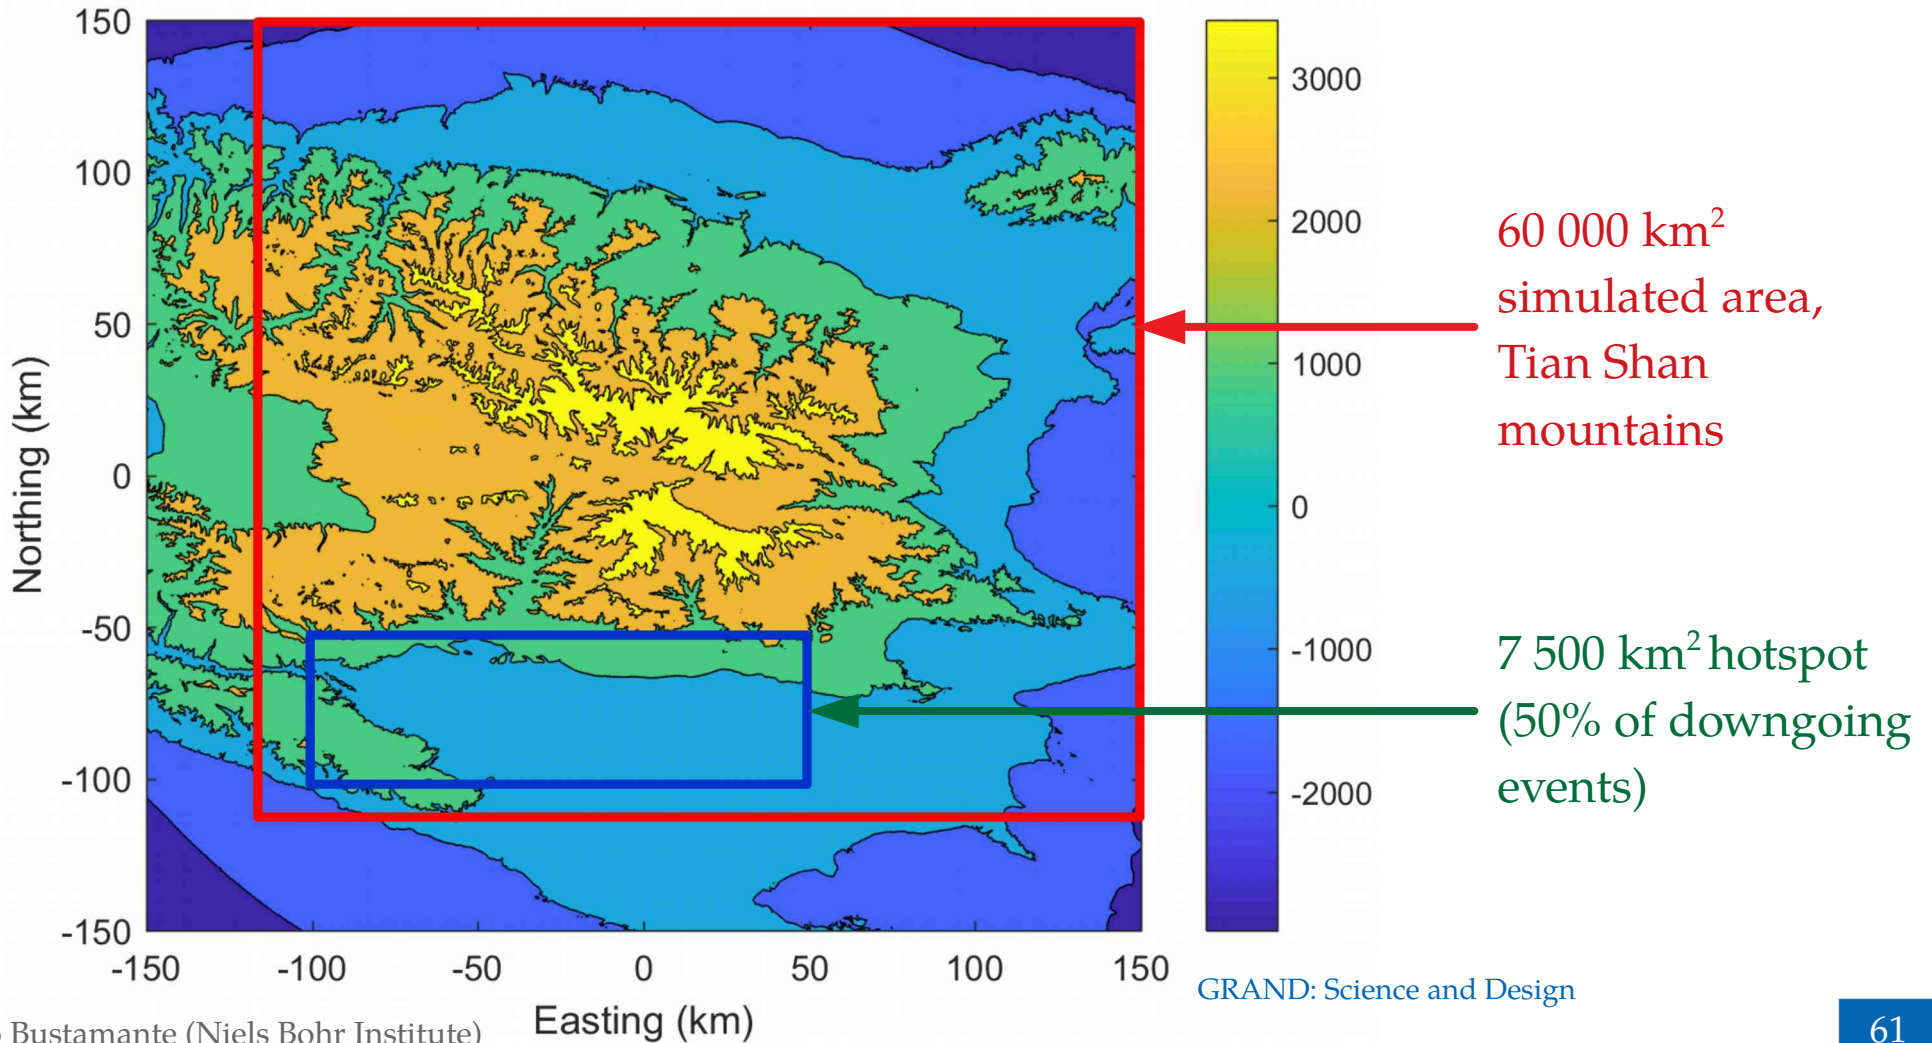 150
100
50
0
-50
-100
-150
Northing (km)
-150 -100 -50 0 50 100 150
Easting (km)
3000
2000
1000
0
-1000
-2000
60 000 km²
simulated area,
Tian Shan
mountains
7 500 km² hotspot
(50% of downgoing
events)
GRAND: Science and Design
Bustamante (Niels Bohr Institute)
61